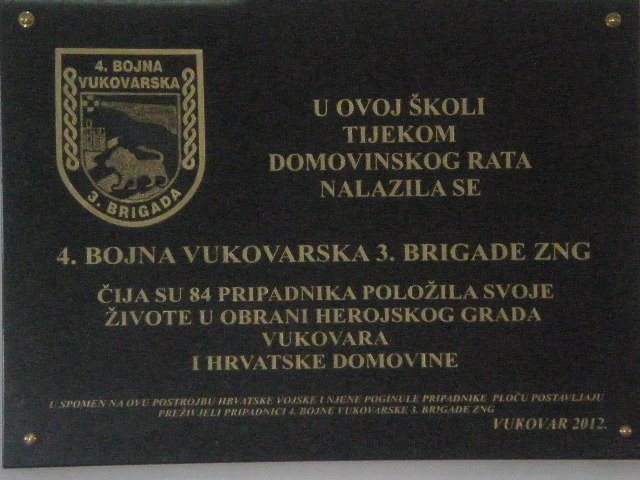 4. BOJNA
VUKOVARSKA
3. BRIGADA
U OVOJ ŠKOLI
TIJEKOM
DOMOVINSKOG RATA
NALAZILA SE
4. BOJNA VUKOVARSKA 3. BRIGADE ZNG
ČIJA SU 84 PRIPADNIKA POLOŽILA SVOJE
ŽIVOTE U OBRANI HEROJSKOG GRADA
VUKOVARA
I HRVATSKE DOMOVINE
U SPOMEN NA OVU POSTROJBU HRVATSKE VOJSKE I NJENE POGINULE PRIPADNIKE PLOČU POSTAVLJAJU
PREŽIVJELI PRIPADNICI 4. BOJNE VUKOVARSKE 3. BRIGADE ZNG
VUKOVAR 2012.